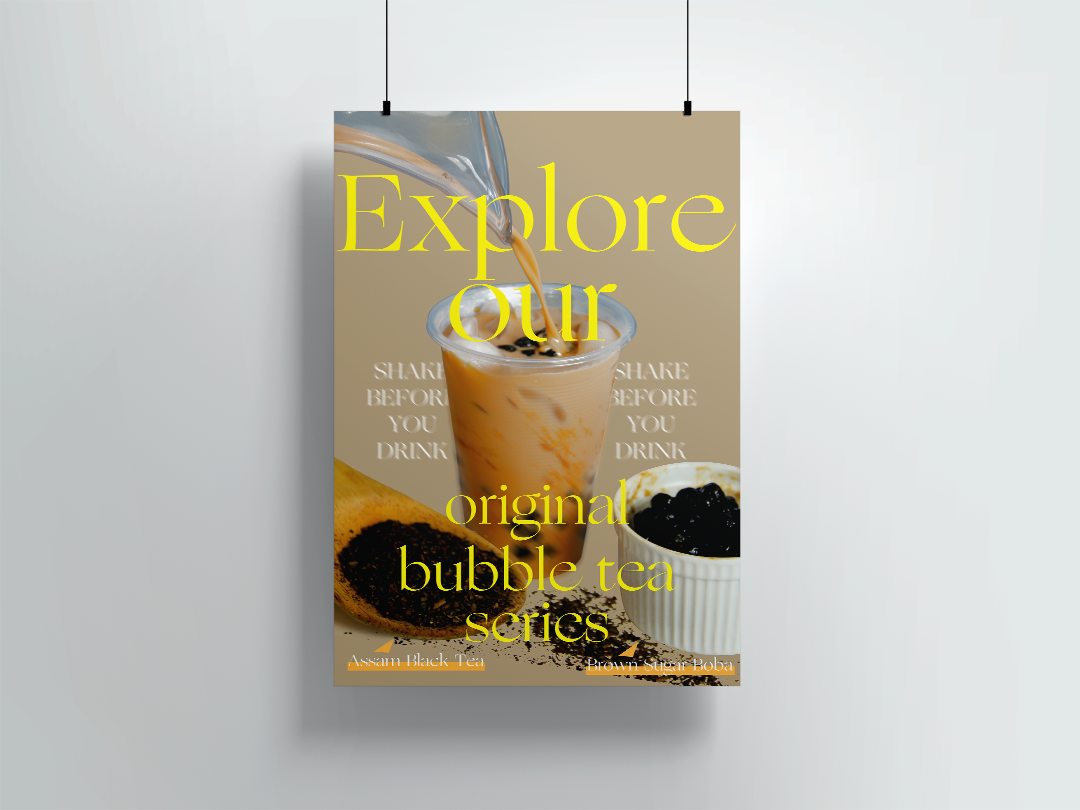 Explore
our
SHAKE
BEFORE
YOU
DRINK
SHAKE
BEFORE
YOU
DRINK
original
bubble tea
series
Assam Black Tea
Brown Sugar Boba